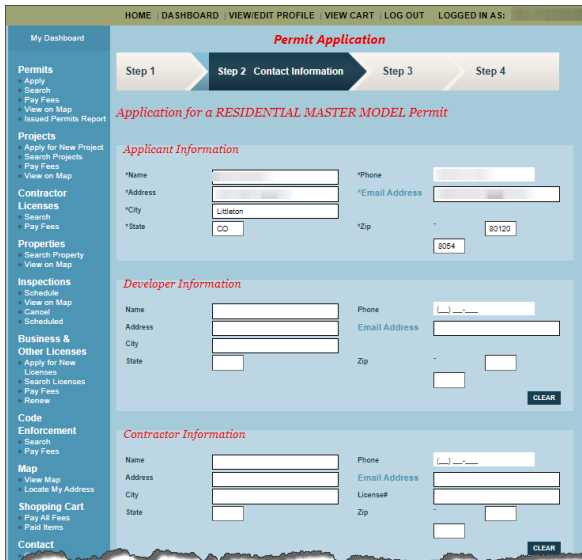 HOME | DASHBOARD | VIEW/EDIT PROFILE | VIEW CART | LOG OUT LOGGED IN AS:
My Dashboard
Permits
Apply
Search
Pay Fees
View on Map
Issued Permits Report
Projects
Apply for New Project
Search Projects
Pay Fees
View on Map
Contractor
Licenses
Search
Pay Fees
Properties
Search Property
View on Map
Inspections
Schedule
View on Map
Cancel
Scheduled
Business &
Other Licenses
Apply for New
Licenses
Search Licenses
Pay Fees
Renew
Code
Enforcement
Search
Pay Fees
Map
View Map
Locate My Address
Shopping Cart
Pay All Fees
Paid Items
Contact
Permit Application
Step 1 Step 2 Contact Information Step 3 Step 4
Application for a RESIDENTIAL MASTER MODEL Permit
Applicant Information
*Name *Phone
*Address *Email Address
*City Littleton
*State CO *Zip - 80120
8054
Developer Information
Name Phone (__) __-___
Address Email Address
City
State Zip -
CLEAR
Contractor Information
Name Phone (__) __-___
Address Email Address
City License#
State Zip -
CLEAR